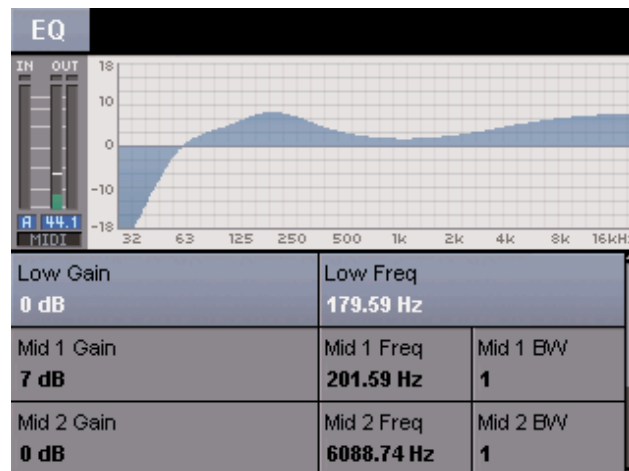 EQ
IN OUT
18
10
0
-10
-18
A 44.1
MIDI
32 63 125 250 500 1k 2k 4k 8k 16kH
Low Gain Low Freq
0 dB 179.59 Hz
Mid 1 Gain Mid 1 Freq Mid 1 BW
7 dB 201.59 Hz 1
Mid 2 Gain Mid 2 Freq Mid 2 BW
0 dB 6088.74 Hz 1